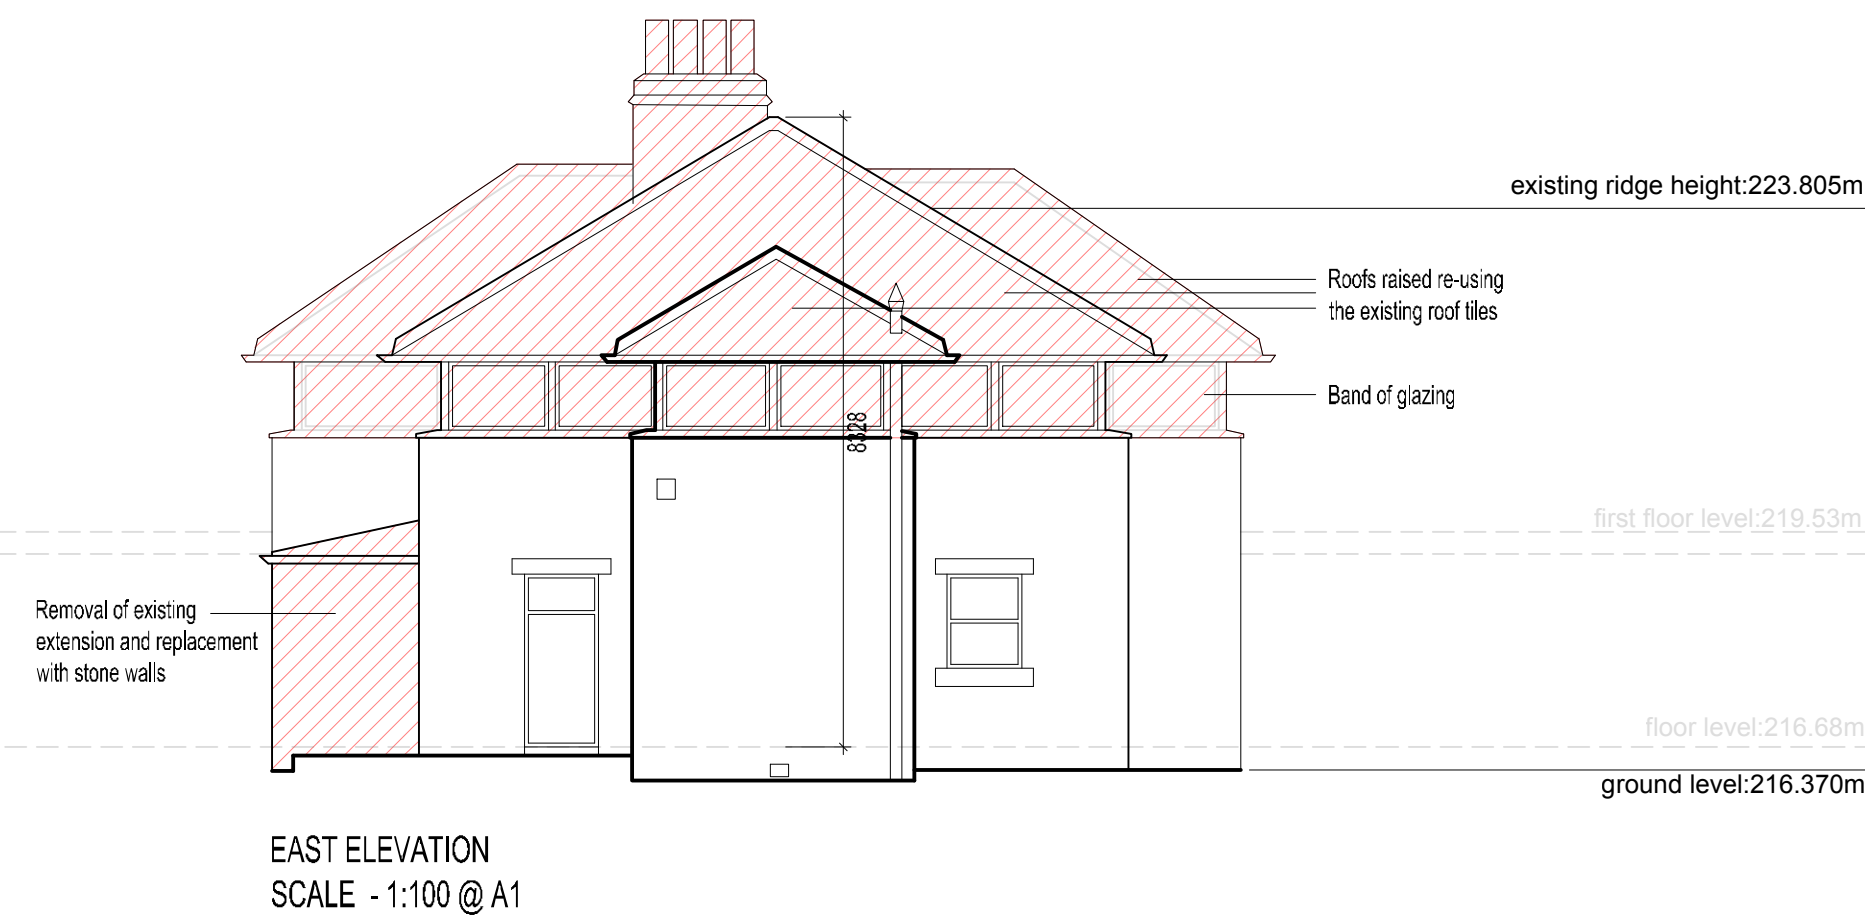 existing ridge height:223.805m
Roofs raised re-using
the existing roof tiles
Band of glazing
8328
first floor level:219.53m
Removal of existing
extension and replacement
with stone walls
floor level:216.68m
ground level:216.370m
EAST ELEVATION
SCALE - 1:100 @ A1